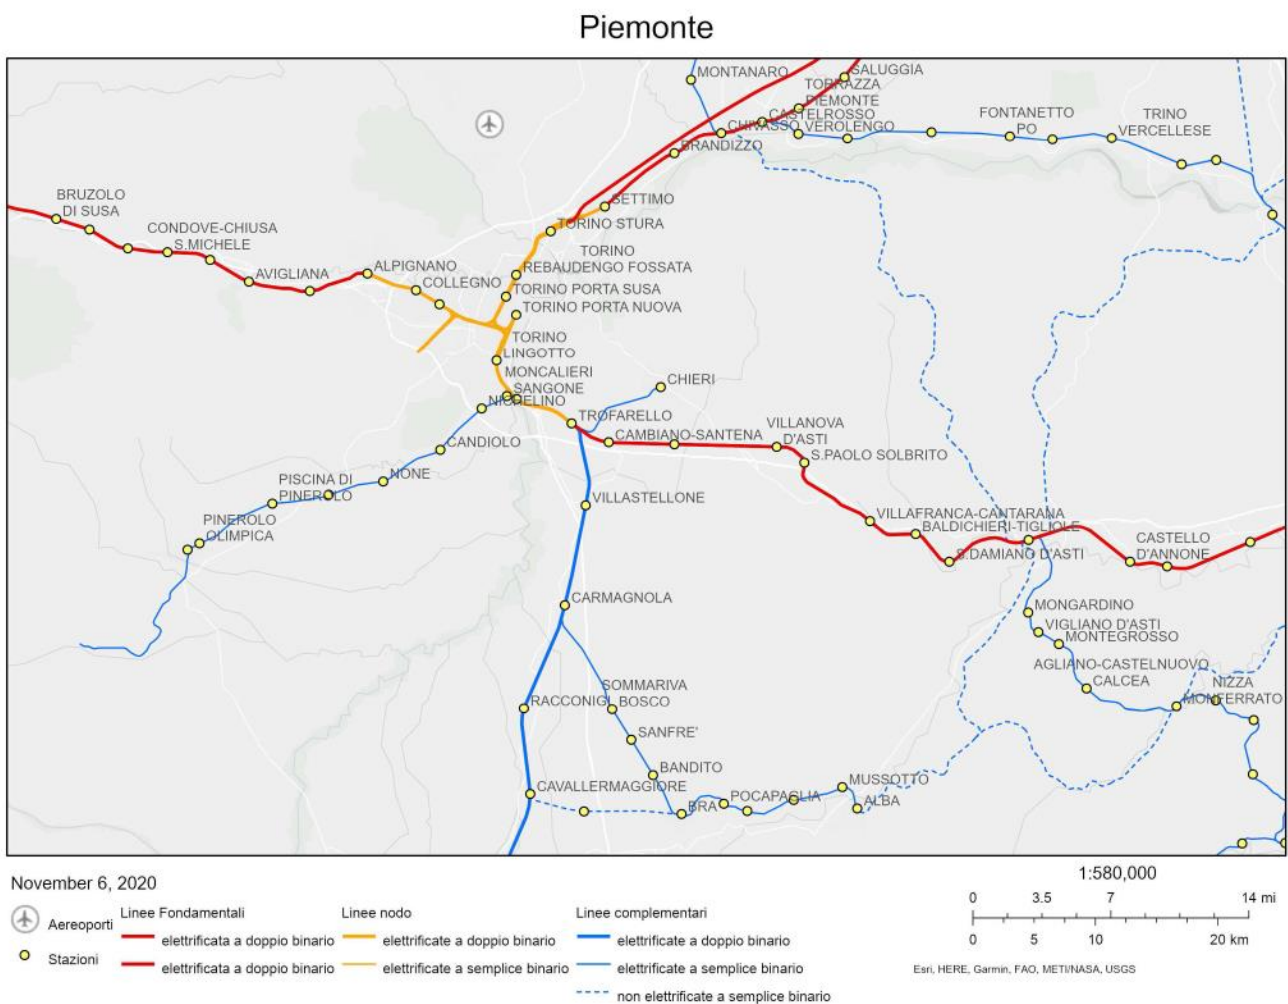 Piemonte
MONTANARO
SALUGGIA
TORRAZZA
PIEMONTE
CASTELROSSO
CHIVASSO
VEROLENGO
FONTANETTO
PO
TRINO
VERCELLESE
BRANDIZZO
BRUZOLO
DI SUSA
SETTIMO
CONDOVE-CHIUSA
S.MICHELE
TORINO STURA
TORINO
REBAUDENGO FOSSATA
AVIGLIANA
ALPIGNANO
COLLEGNO
TORINO PORTA SUSA
TORINO PORTA NUOVA
TORINO
LINGOTTO
MONCALIERI
SANGONE
NICHELINO
CHIERI
TROFARELLO
CAMBIANO-SANTENA
VILLANOVA
D'ASTI
S.PAOLO SOLBRITO
CANDIOLO
NONE
PISCINA DI
PINEROLO
PINEROLO
OLIMPICA
VILLASTELLONE
VILLAFRANCA-CANTARANA
BALDICHIERI-TIGLIOLE
S.DAMIANO D'ASTI
CASTELLO
D'ANNONE
CARMAGNOLA
MONGARDINO
VIGLIANO D'ASTI
MONTEGROSSO
AGLIANO-CASTELNUOVO
CALCEA
NIZZA
MONFERRATO
RACCONIGI
SOMMARIVA
BOSCO
SANFRE'
BANDITO
CAVALLERMAGGIORE
BRA
POCAPAGLIA
MUSSOTTO
ALBA
November 6, 2020
1:580,000
0 3.5 7 14 mi
0 5 10 20 km
Esri, HERE, Garmin, FAO, METI/NASA, USGS
Aereoporti
Stazioni
Linee Fondamentali
elettrificata a doppio binario
elettrificata a doppio binario
Linee nodo
elettrificate a doppio binario
elettrificate a semplice binario
Linee complementari
elettrificate a doppio binario
elettrificate a semplice binario
non elettrificate a semplice binario